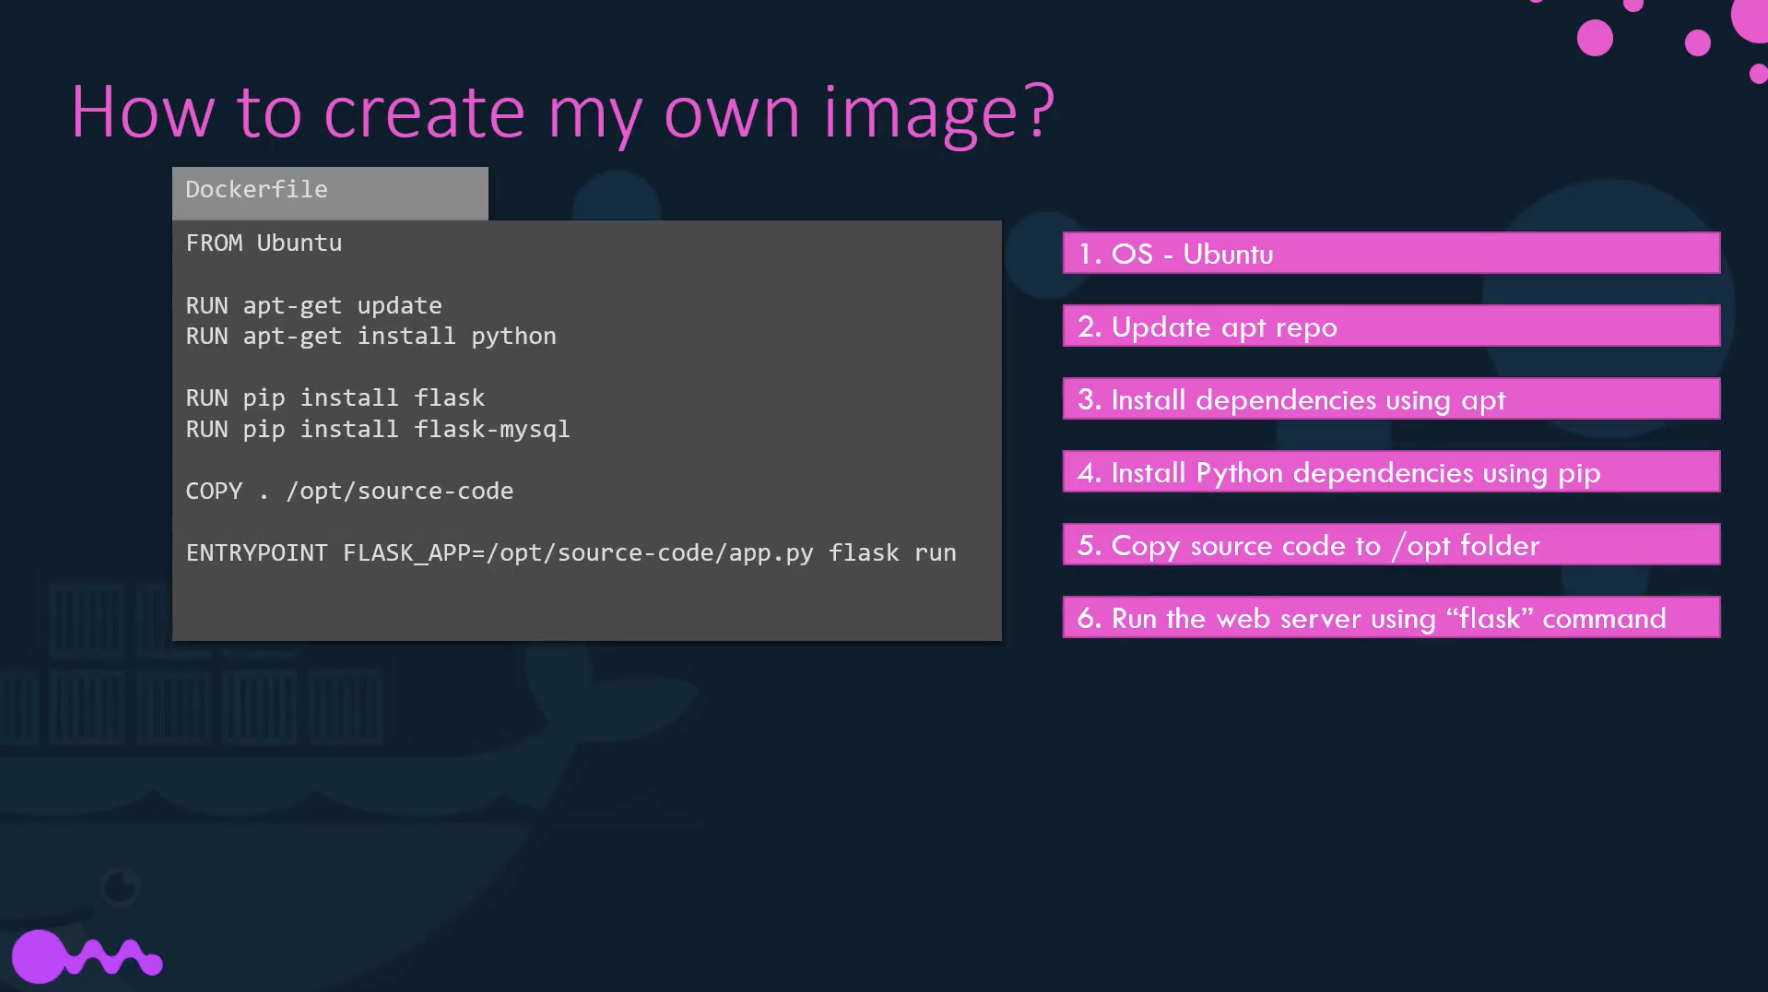 How to create my own image?
Dockerfile
FROM Ubuntu
RUN apt-get update
RUN apt-get install python
RUN pip install flask
RUN pip install flask-mysql
COPY . /opt/source-code
ENTRYPOINT FLASK_APP=/opt/source-code/app.py flask run
1. OS - Ubuntu
2. Update apt repo
3. Install dependencies using apt
4. Install Python dependencies using pip
5. Copy source code to /opt folder
6. Run the web server using “flask” command